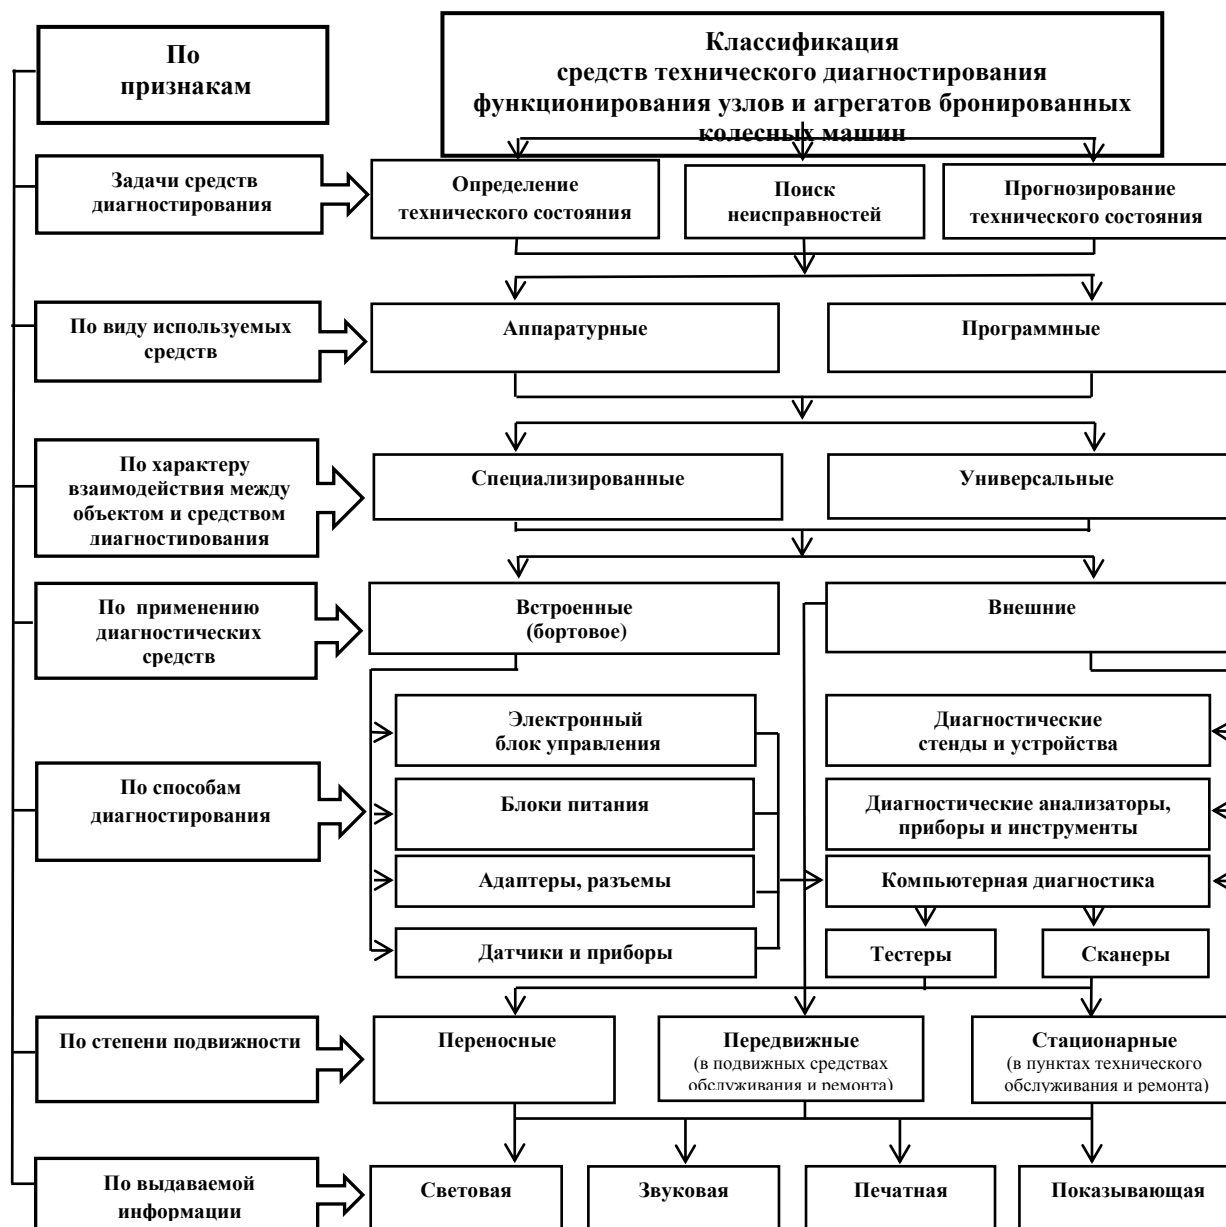 По
признакам
Классификация
средств технического диагностирования
функционирования узлов и агрегатов бронированных
колесных машин
Задачи средств
диагностирования
Определение
технического состояния
Поиск
неисправностей
Прогнозирование
технического состояния
По виду используемых
средств
Аппаратурные
Программные
По характеру
взаимодействия между
объектом и средством
диагностирования
Специализированные
Универсальные
По применению
диагностических
средств
Встроенные
(бортовое)
Внешние
По способам
диагностирования
Электронный
блок управления
Блоки питания
Адаптеры, разъемы
Датчики и приборы
Диагностические
стенды и устройства
Диагностические анализаторы,
приборы и инструменты
Компьютерная диагностика
Тестеры
Сканеры
По степени подвижности
Переносные
Передвижные
(в подвижных средствах
обслуживания и ремонта)
Стационарные
(в пунктах технического
обслуживания и ремонта)
По выдаваемой
информации
Световая
Звуковая
Печатная
Показывающая